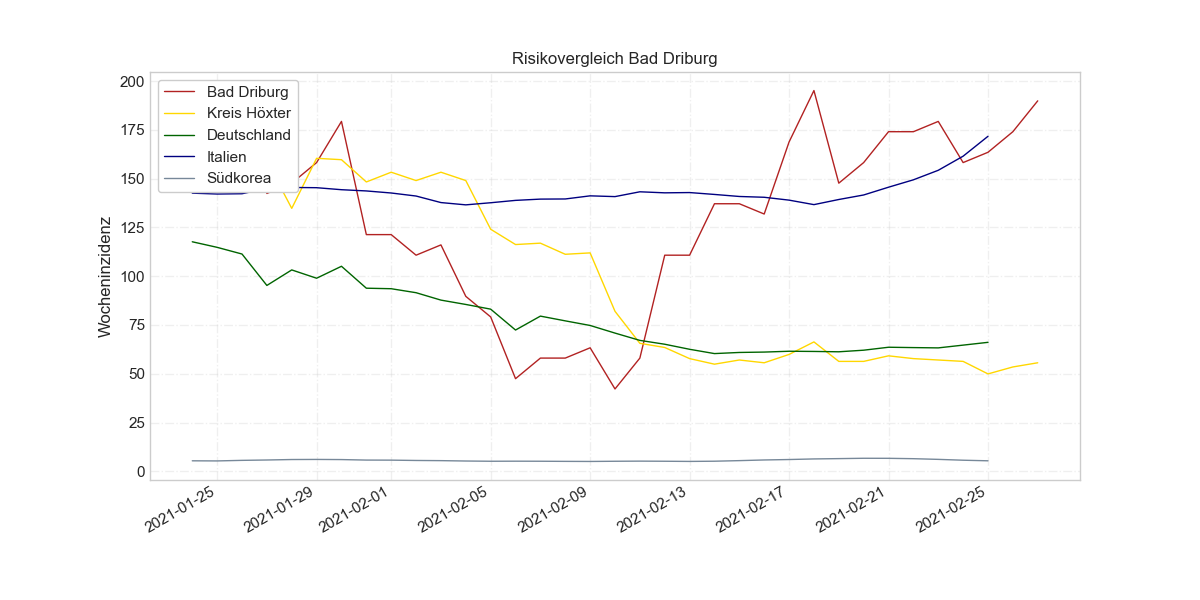 Risikovergleich Bad Driburg
Wocheninzidenz
200
175
150
125
100
75
50
25
0
Bad Driburg
Kreis Höxter
Deutschland
Italien
Südkorea
2021-01-25
2021-01-29
2021-02-01
2021-02-05
2021-02-09
2021-02-13
2021-02-17
2021-02-21
2021-02-25